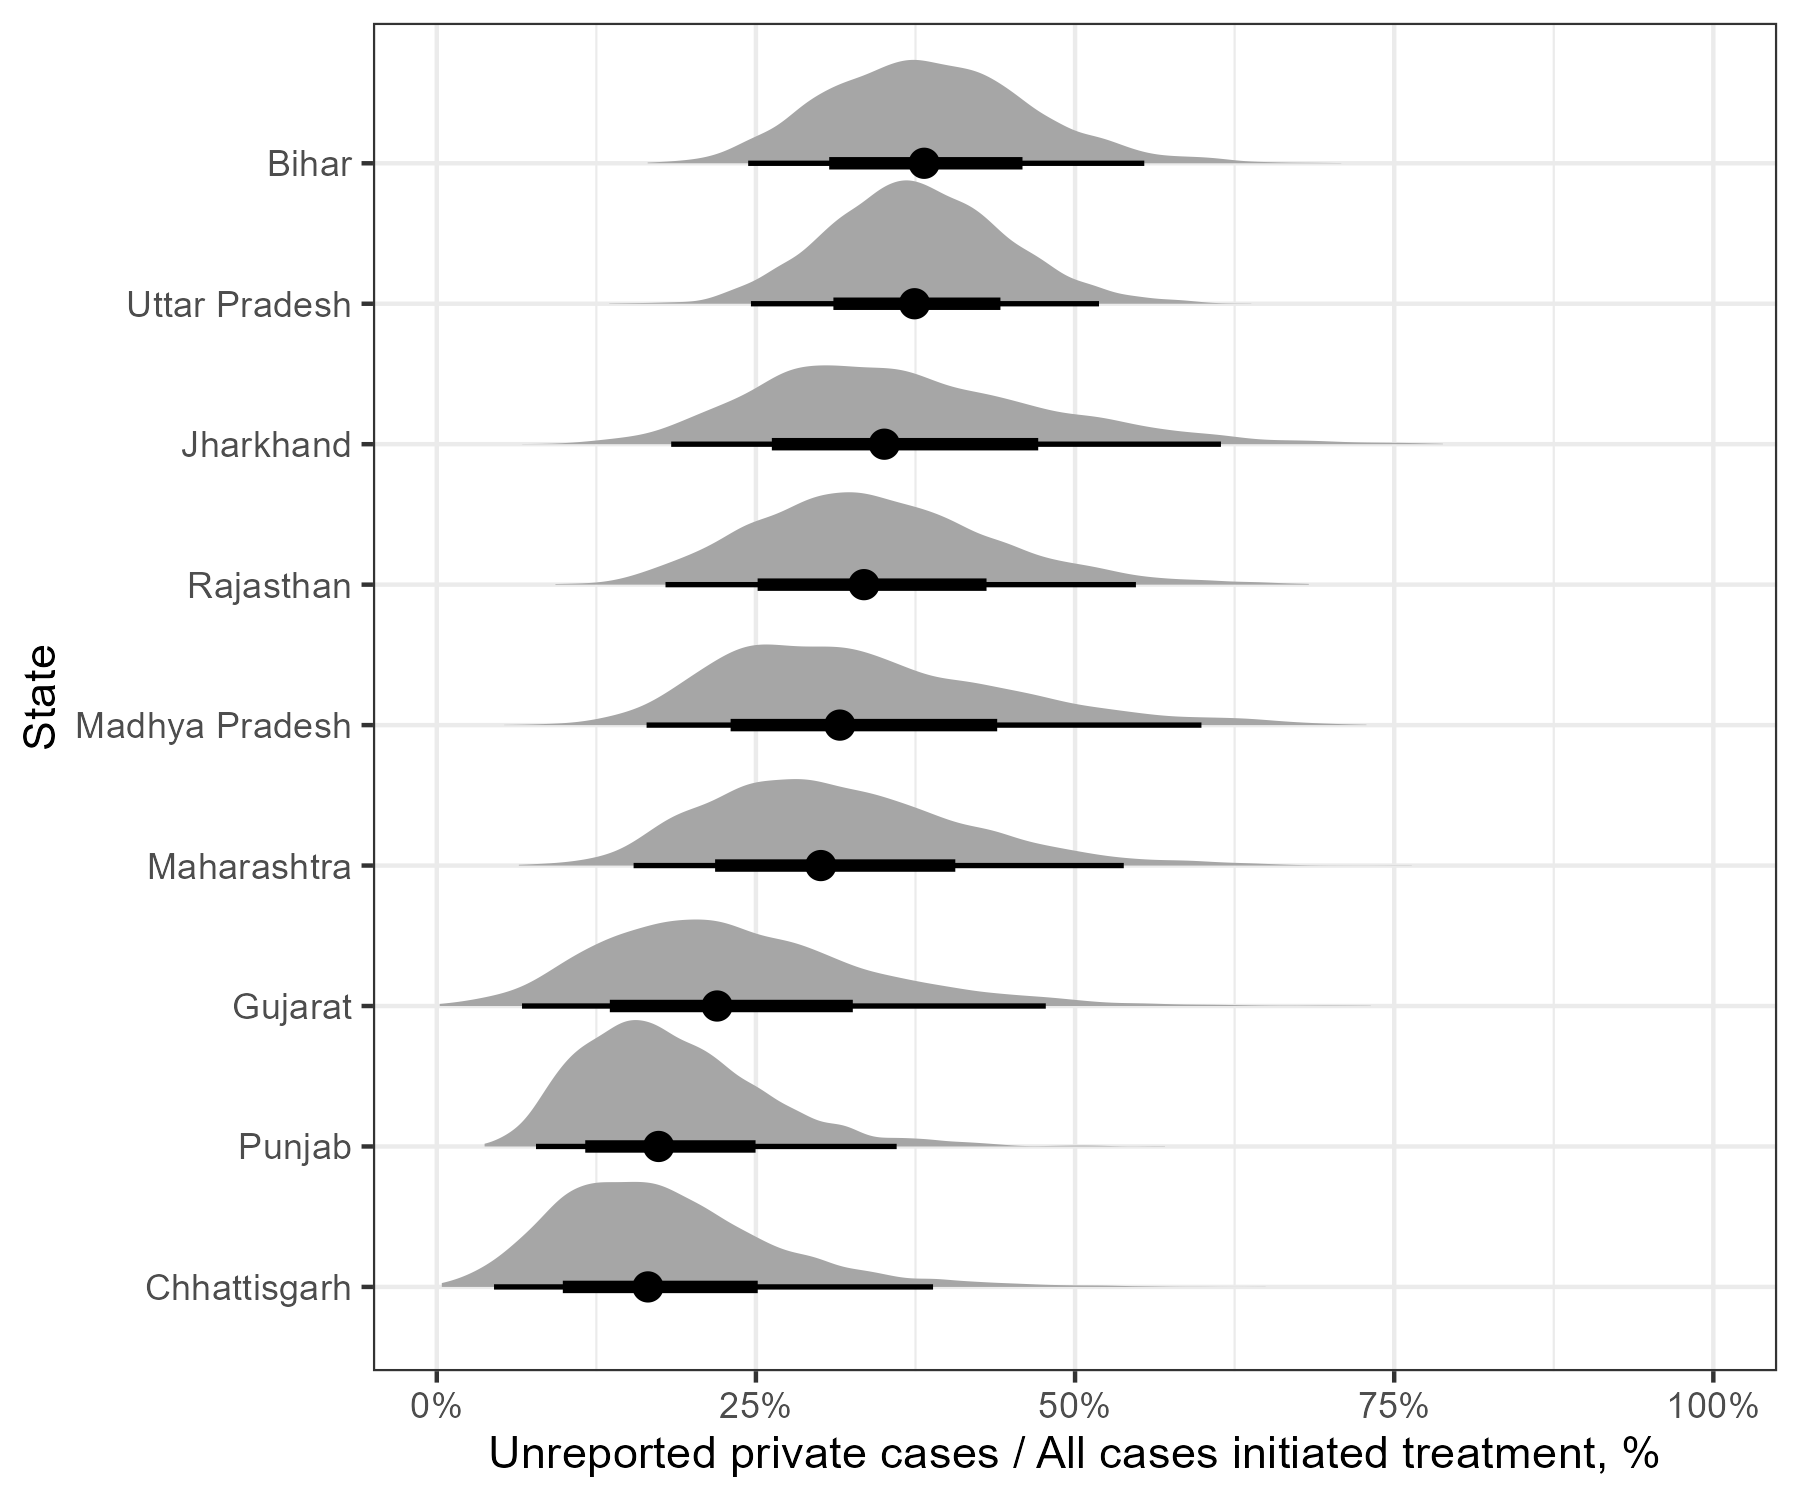 State
Bihar
Uttar Pradesh
Jharkhand
Rajasthan
Madhya Pradesh
Maharashtra
Gujarat
Punjab
Chhattisgarh
0% 25% 50% 75% 100%
Unreported private cases / All cases initiated treatment, %